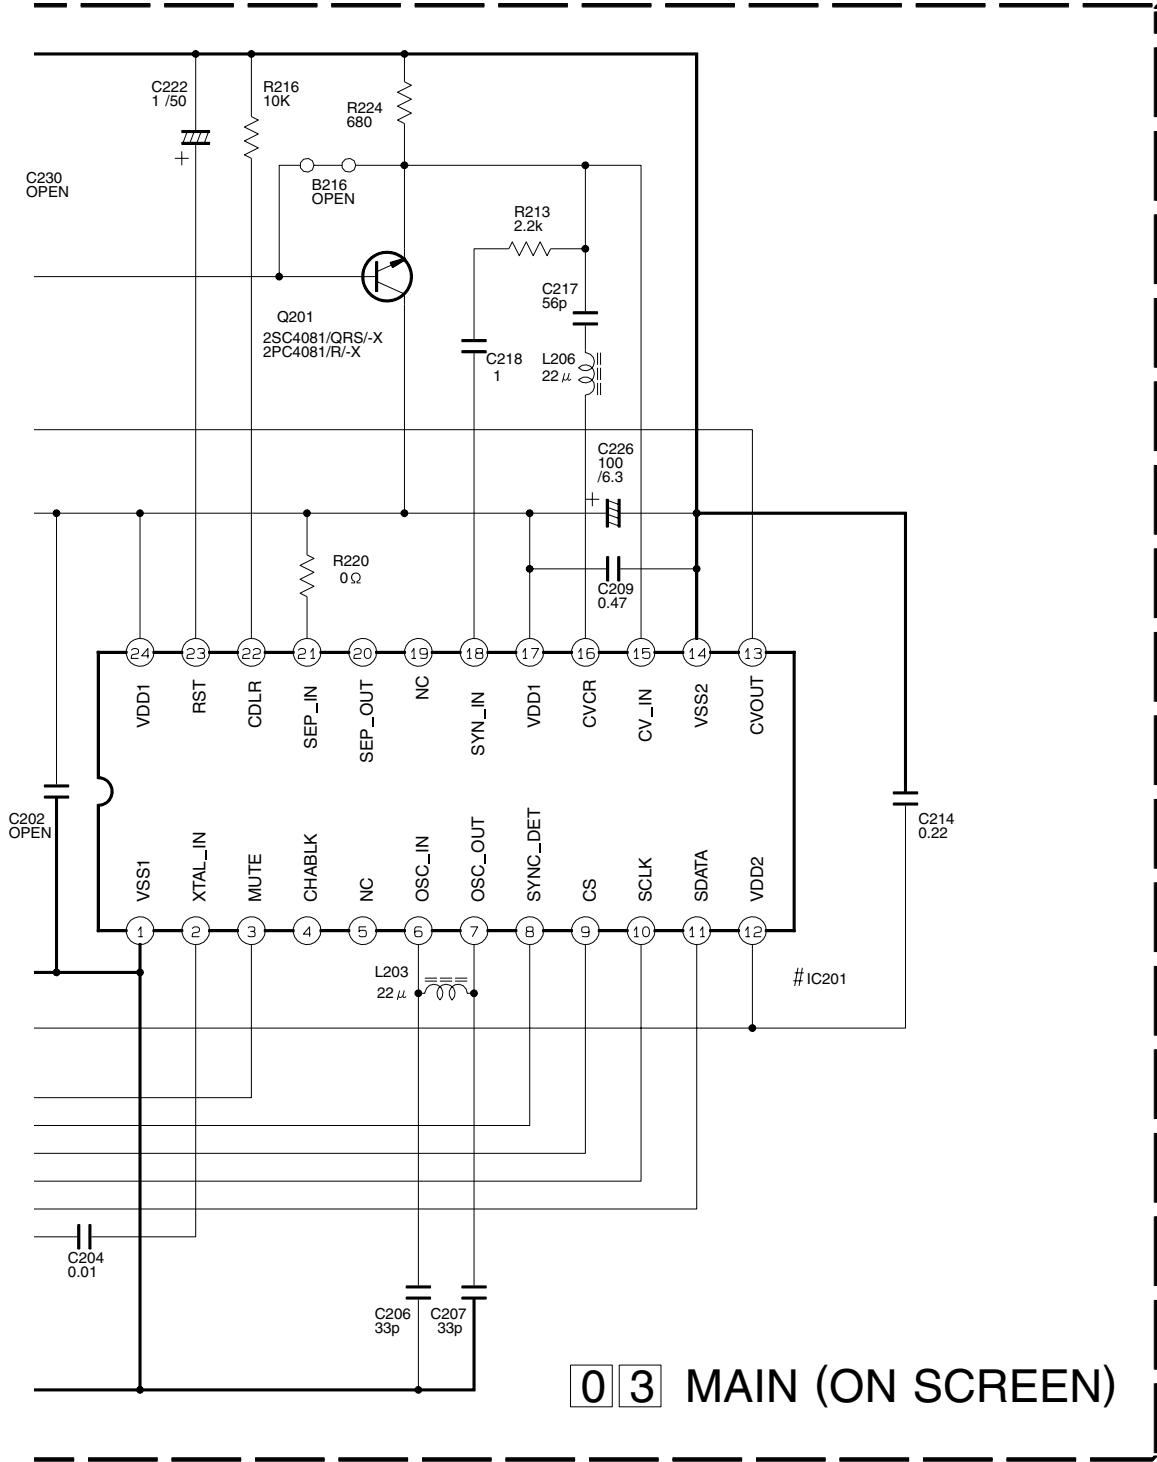 C222
1 /50
R216
10K
R224
680
C230
OPEN
B216
OPEN
R213
2.2k
C217
56p
Q201
2SC4081/QRS/-X
2PC4081/R/-X
C218
1
L206
22 μ
C226
100
/6.3
+
+
R220
0Ω
C209
0.47
24 23 22 21 20 19 18 17 16 15 14 13
VDD1 RST CDLR SEP_IN SEP_OUT NC SYN_IN VDD1 CVCR CV_IN VSS2 CVOUT
C202
OPEN
C214
0.22
VSS1 XTAL_IN MUTE CHABLK NC OSC_IN OSC_OUT SYNC_DET CS SCLK SDATA VDD2
1 2 3 4 5 6 7 8 9 10 11 12
L203
22 μ
# IC201
C204
0.01
C206
33p
C207
33p
0 3 MAIN (ON SCREEN)